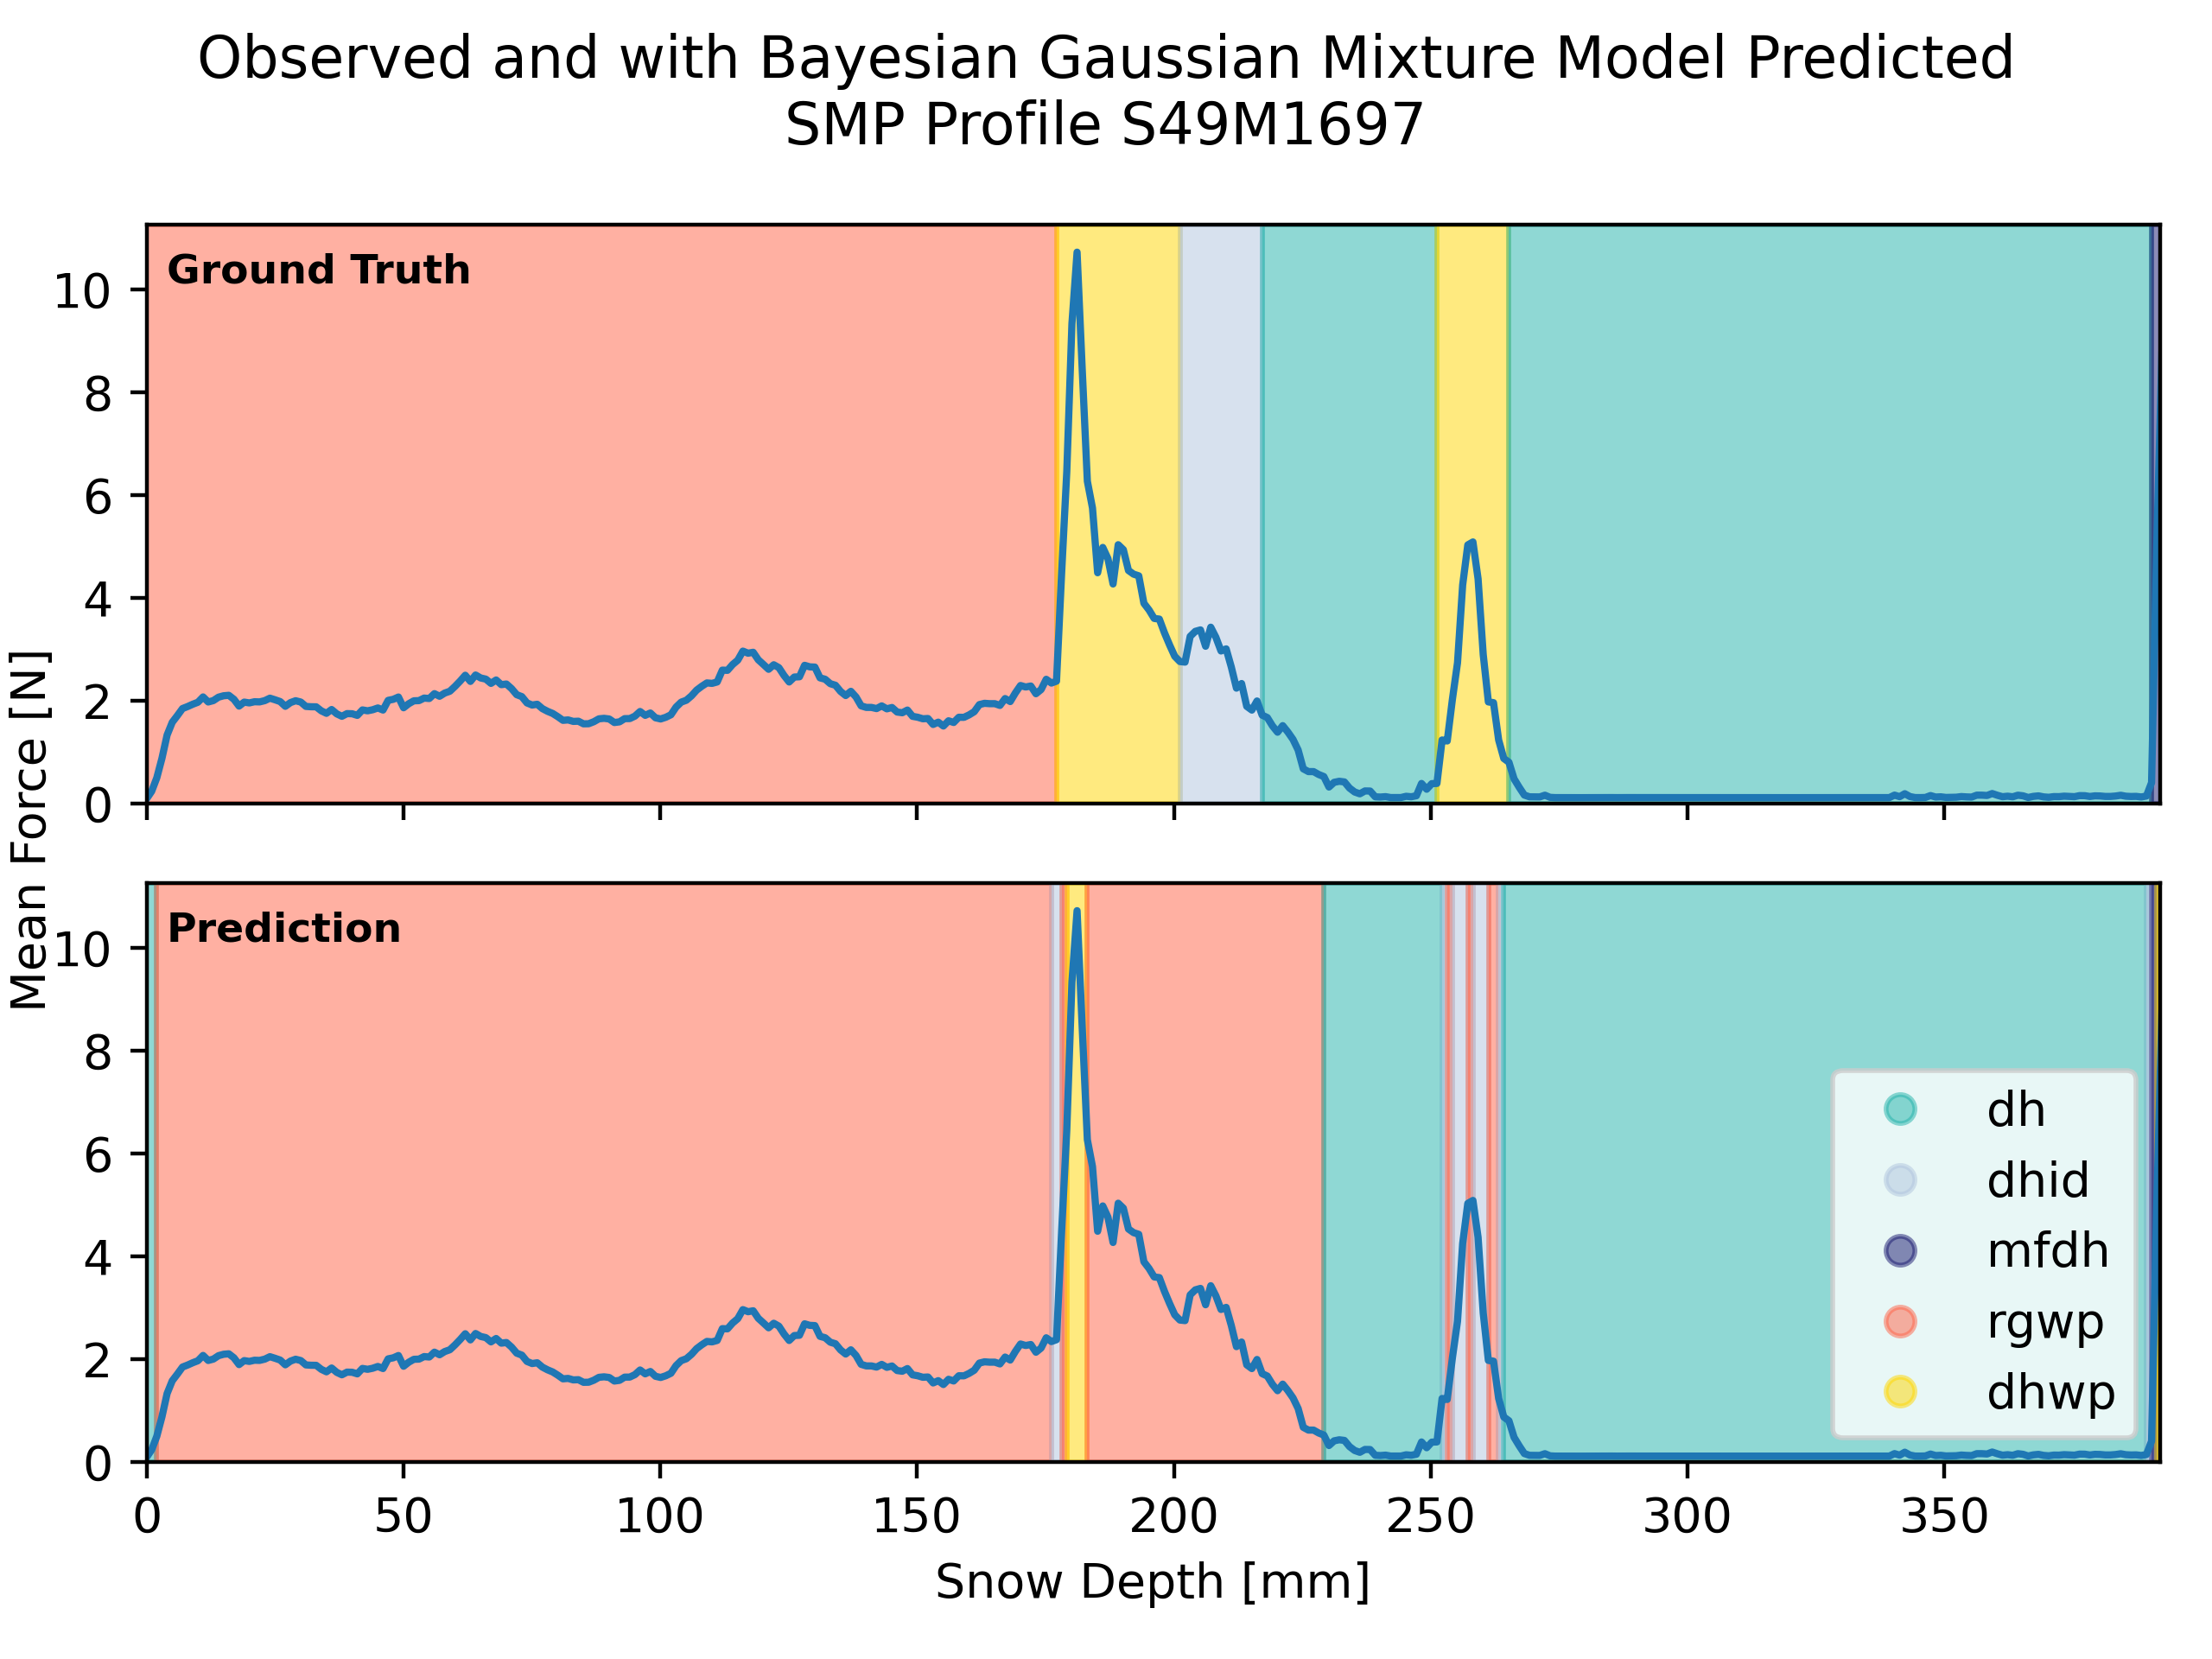 Observed and with Bayesian Gaussian Mixture Model Predicted
SMP Profile S49M1697
Ground Truth
10
8
6
4
2
0
Mean Force [N]
Prediction
10
8
6
4
2
0
dh
dhid
mfdh
rgwp
dhwp
0 50 100 150 200 250 300 350
Snow Depth [mm]